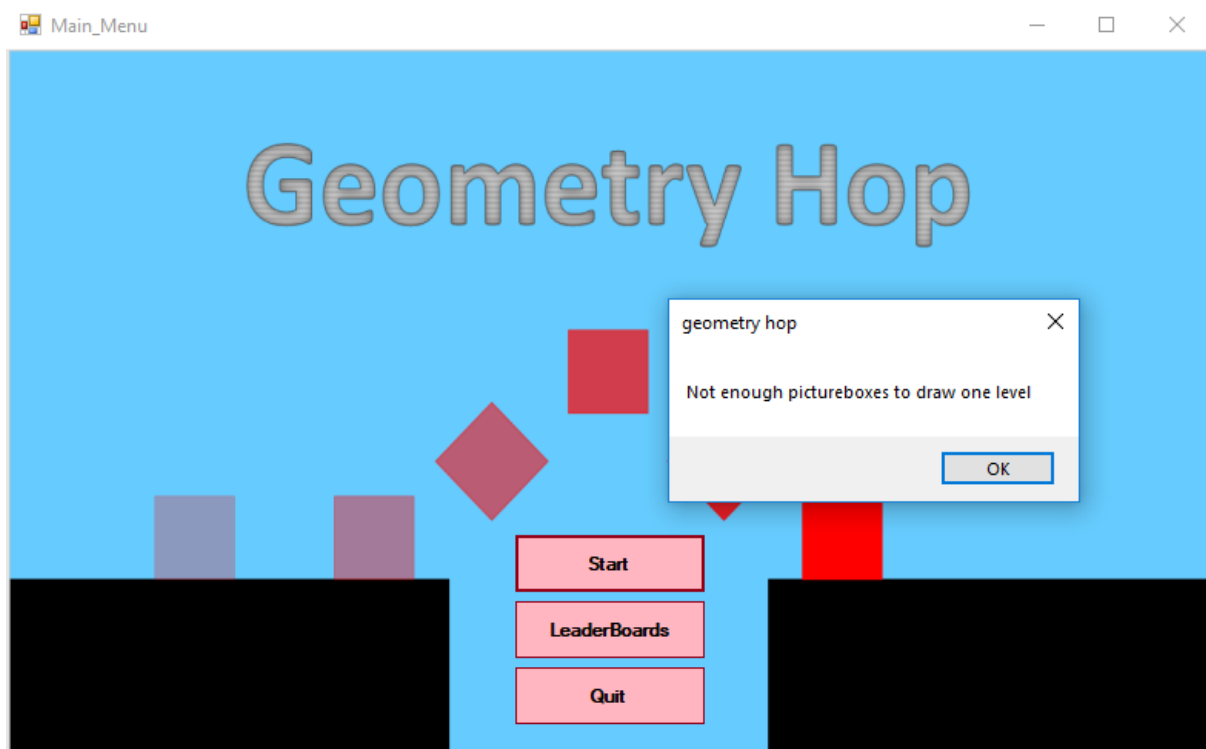 Main_Menu
Geometry Hop
geometry hop
Not enough pictureboxes to draw one level
OK
Start
LeaderBoards
Quit